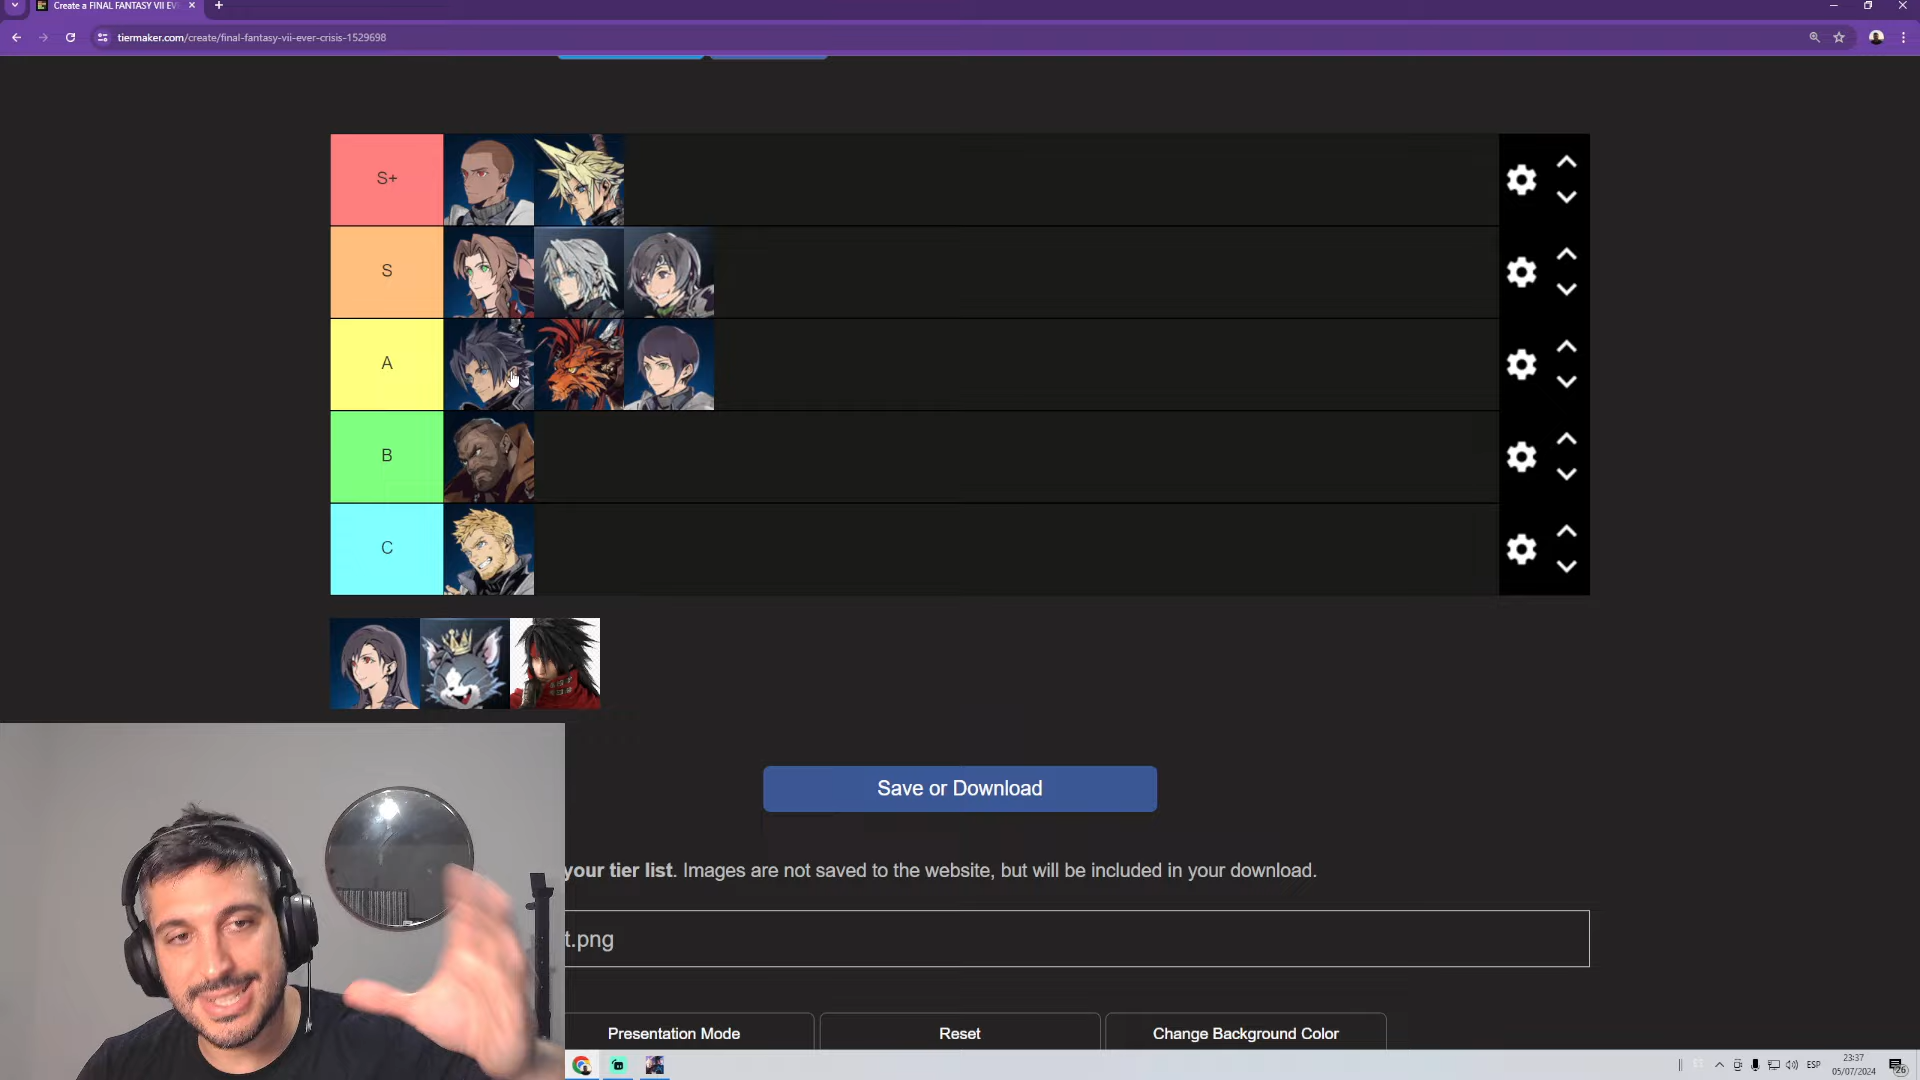 Create a FINAL FANTASY VII EV
tiermaker.com/create/final-fantasy-vii-ever-crisis-1529698
S+
S
A
B
C
Save or Download
your tier list. Images are not saved to the website, but will be included in your download.
t.png
Presentation Mode
Reset
Change Background Color
ESP
23:37
05/07/2024
26